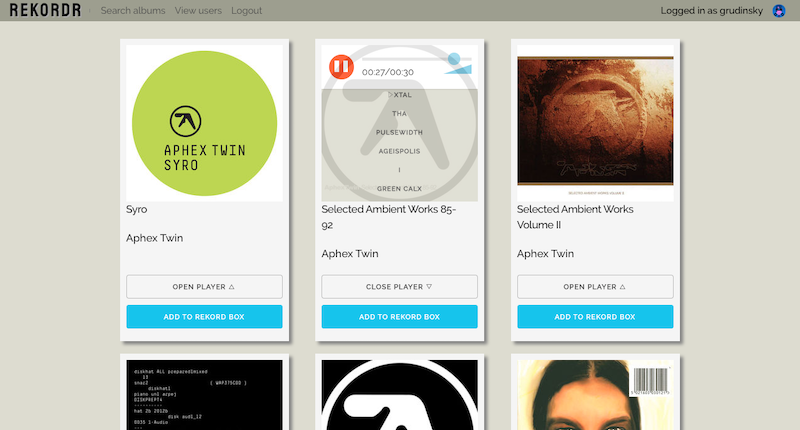 REKORDR
Search albums
View users
Logout
Logged in as grudinsky
APHEX TWIN
SYRO
Syro
Aphex Twin
OPEN PLAYER △
ADD TO REKORD BOX
00:27/00:30
XTAL
THA
PULSEWIDTH
AGEISPOLIS
I
GREEN CALX
Selected Ambient Works 85-
92
Aphex Twin
CLOSE PLAYER ▽
ADD TO REKORD BOX
SELECTED AMBIENT WORKS VOLUME II
Selected Ambient Works
Volume II
Aphex Twin
OPEN PLAYER △
ADD TO REKORD BOX
diskhat ALL prepared1mixed
13
snar2
diskhat1
piano un1 arpej
DISKPREPT4
hat 2b 2012b
disk aud1_12
0035 1-Audio